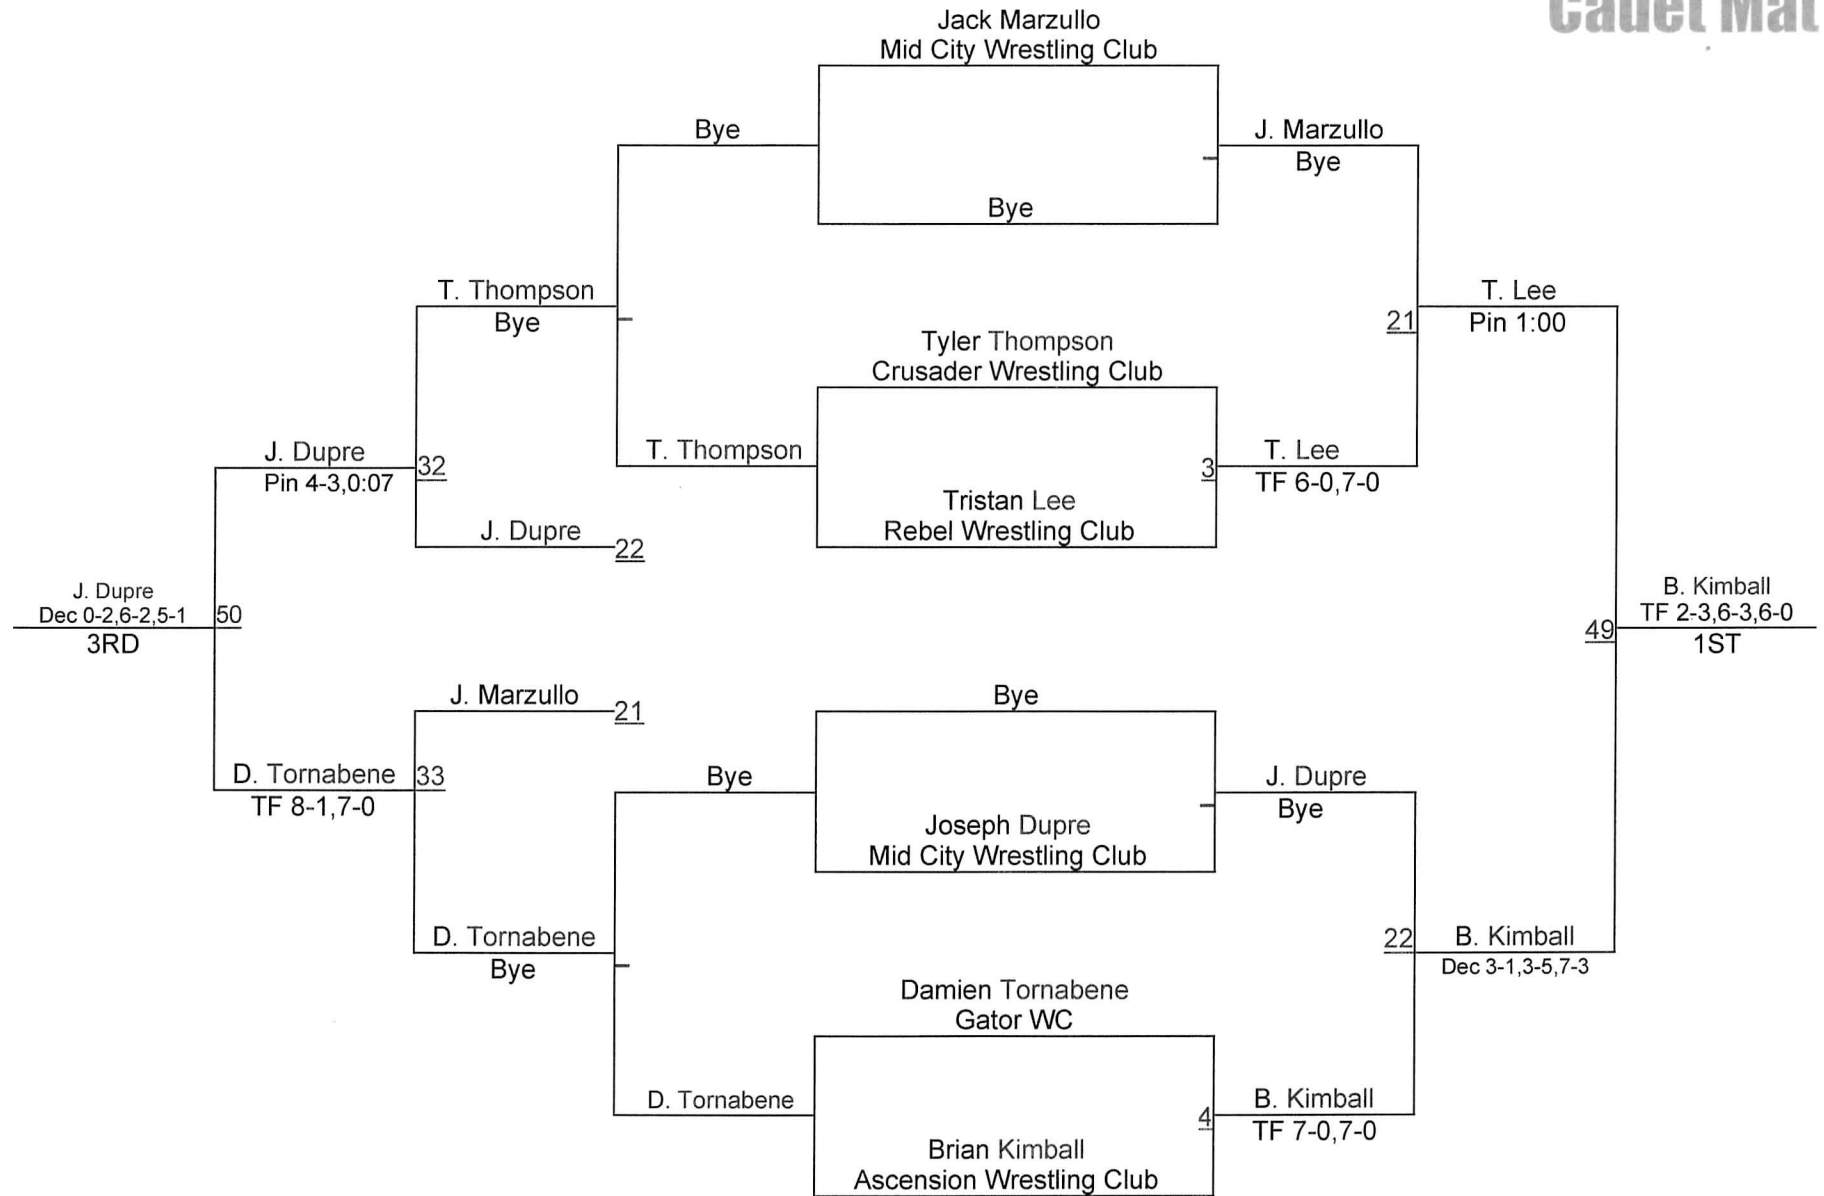 Cadet Mat
Jack Marzullo
Mid City Wrestling Club
Bye
J. Marzullo
Bye
Bye
T. Thompson
Bye
T. Lee
Pin 1:00
21
Tyler Thompson
Crusader Wrestling Club
J. Dupre
Pin 4-3,0:07
32
T. Thompson
3
T. Lee
TF 6-0,7-0
Tristan Lee
Rebel Wrestling Club
J. Dupre
22
J. Dupre
Dec 0-2,6-2,5-1
50
3RD
B. Kimball
TF 2-3,6-3,6-0
49
1ST
J. Marzullo
21
Bye
D. Tornabene
33
TF 8-1,7-0
Bye
J. Dupre
Bye
Joseph Dupre
Mid City Wrestling Club
D. Tornabene
Bye
22
B. Kimball
Dec 3-1,3-5,7-3
Damien Tornabene
Gator WC
D. Tornabene
4
B. Kimball
TF 7-0,7-0
Brian Kimball
Ascension Wrestling Club